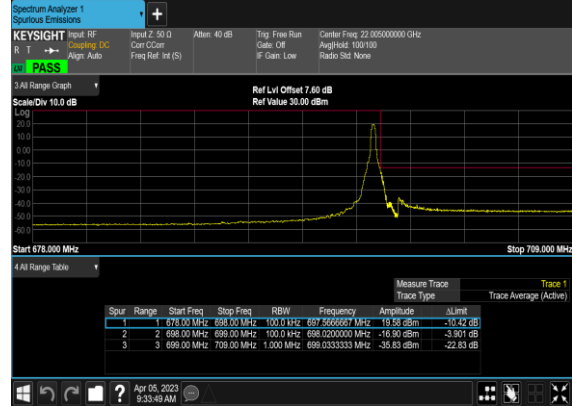 Spectrum Analyzer 1
Spurious Emissions
+
KEYSIGHT Input: RF Input Z: 50 Ω Atten: 40 dB Trig: Free Run Center Freq: 22.005000000 GHz
R T Coupling: DC Corr CCorr Gate: Off Avg|Hold: 100/100
Align: Auto Freq Ref: Int (S) IF Gain: Low Radio Std: None
PASS
3 All Range Graph
Ref Lvl Offset 7.60 dB
Scale/Div 10.0 dB Ref Value 30.00 dBm
Log
20.0
10.0
0.00
-10.0
-20.0
-30.0
-40.0
-50.0
-60.0
Start 678.000 MHz Stop 709.000 MHz
4 All Range Table
Measure Trace Trace 1
Trace Type Trace Average (Active)
Spur Range Start Freq Stop Freq RBW Frequency Amplitude ΔLimit
1 1 678.00 MHz 698.00 MHz 100.0 kHz 697.5666667 MHz 19.58 dBm -10.42 dB
2 2 698.00 MHz 699.00 MHz 100.0 kHz 698.0200000 MHz -16.90 dBm -3.901 dB
3 3 699.00 MHz 709.00 MHz 1.000 MHz 699.0333333 MHz -35.83 dBm -22.83 dB
? Apr 05, 2023
9:33:49 AM